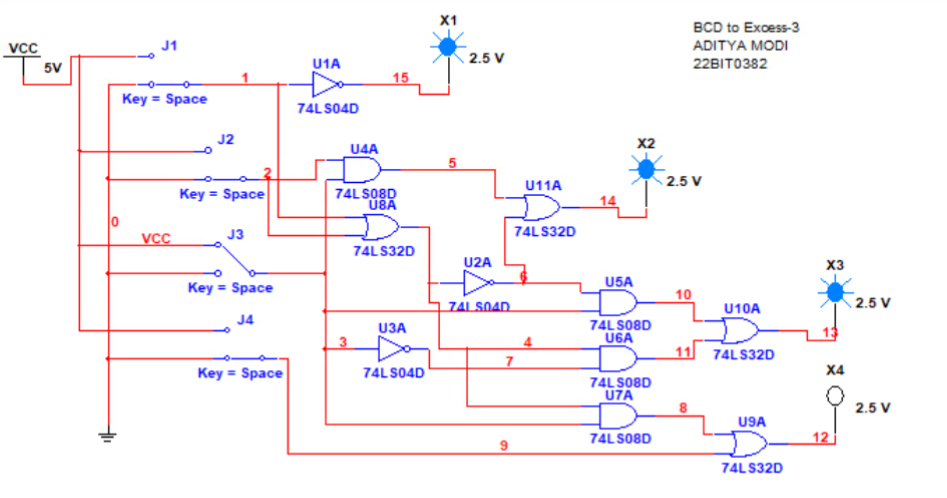 BCD to Excess-3
ADITYA MODI
22BIT0382
VCC
5V
J1
Key = Space
1
U1A
74LS04D
15
X1
2.5 V
J2
Key = Space
2
U4A
74LS08D
5
U8A
74LS32D
U11A
74LS32D
14
X2
2.5 V
0
VCC
J3
Key = Space
U2A
74LS04D
6
U5A
74LS08D
10
U10A
74LS32D
13
X3
2.5 V
J4
Key = Space
3
U3A
74LS04D
4
7
U6A
74LS08D
11
U7A
74LS08D
8
9
U9A
74LS32D
12
X4
2.5 V